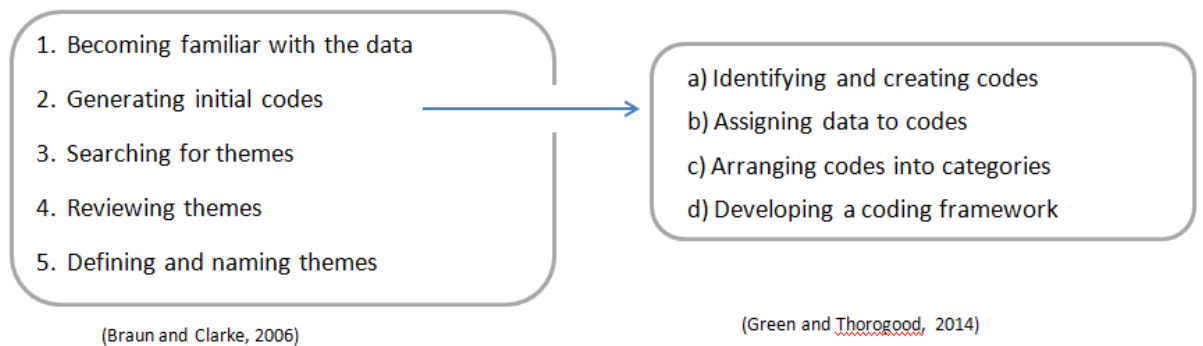 1. Becoming familiar with the data
2. Generating initial codes
3. Searching for themes
4. Reviewing themes
5. Defining and naming themes
(Braun and Clarke, 2006)
a) Identifying and creating codes
b) Assigning data to codes
c) Arranging codes into categories
d) Developing a coding framework
(Green and Thorogood, 2014)